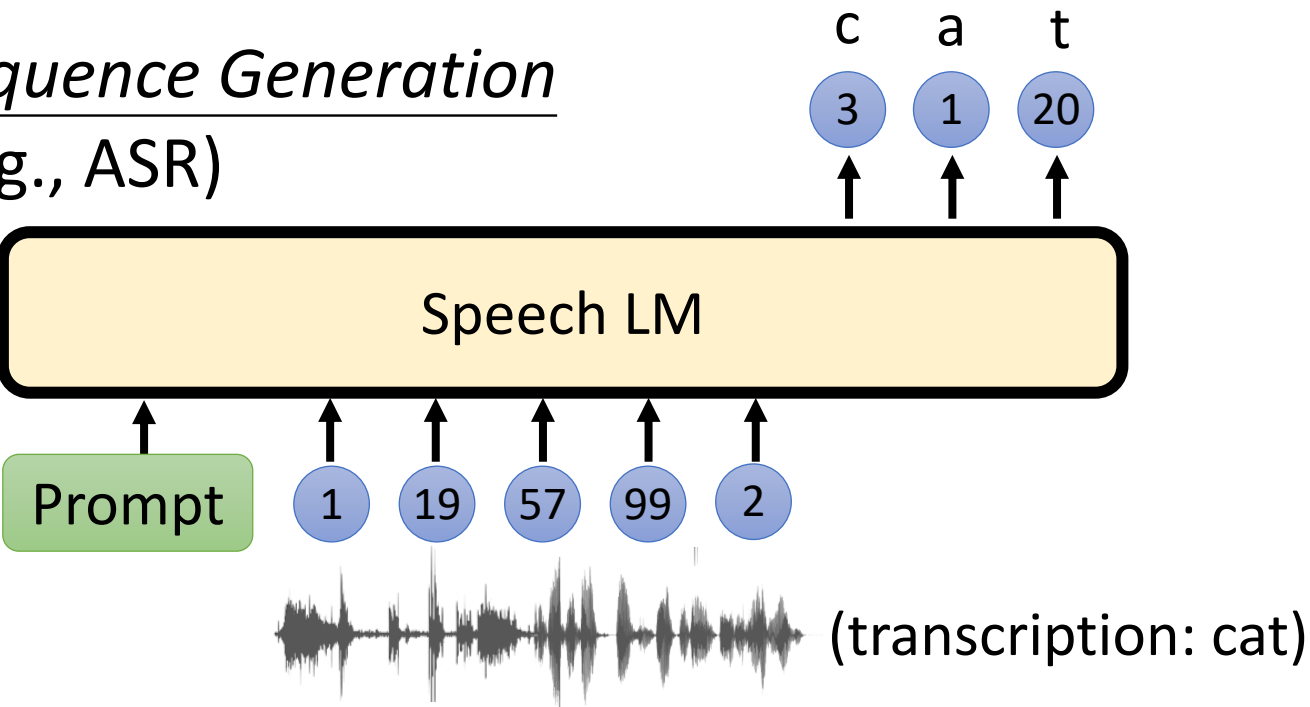 c a t
quence Generation
3 1 20
g., ASR)
Speech LM
Prompt 1 19 57 99 2
(transcription: cat)